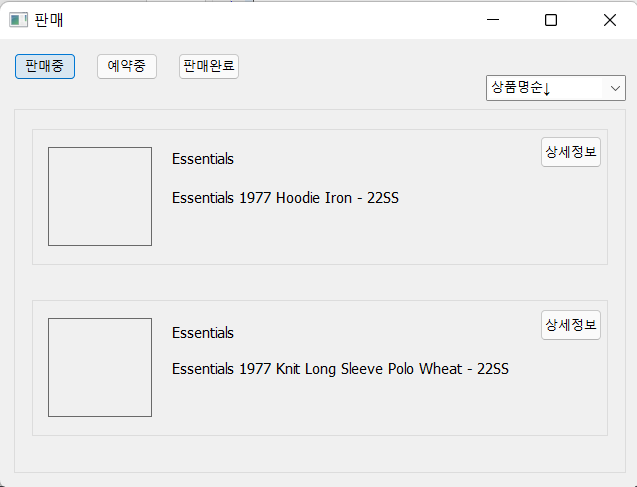 판매
판매중 예약중 판매완료
상품명순↓
Essentials
상세정보
Essentials 1977 Hoodie Iron - 22SS
Essentials
상세정보
Essentials 1977 Knit Long Sleeve Polo Wheat - 22SS